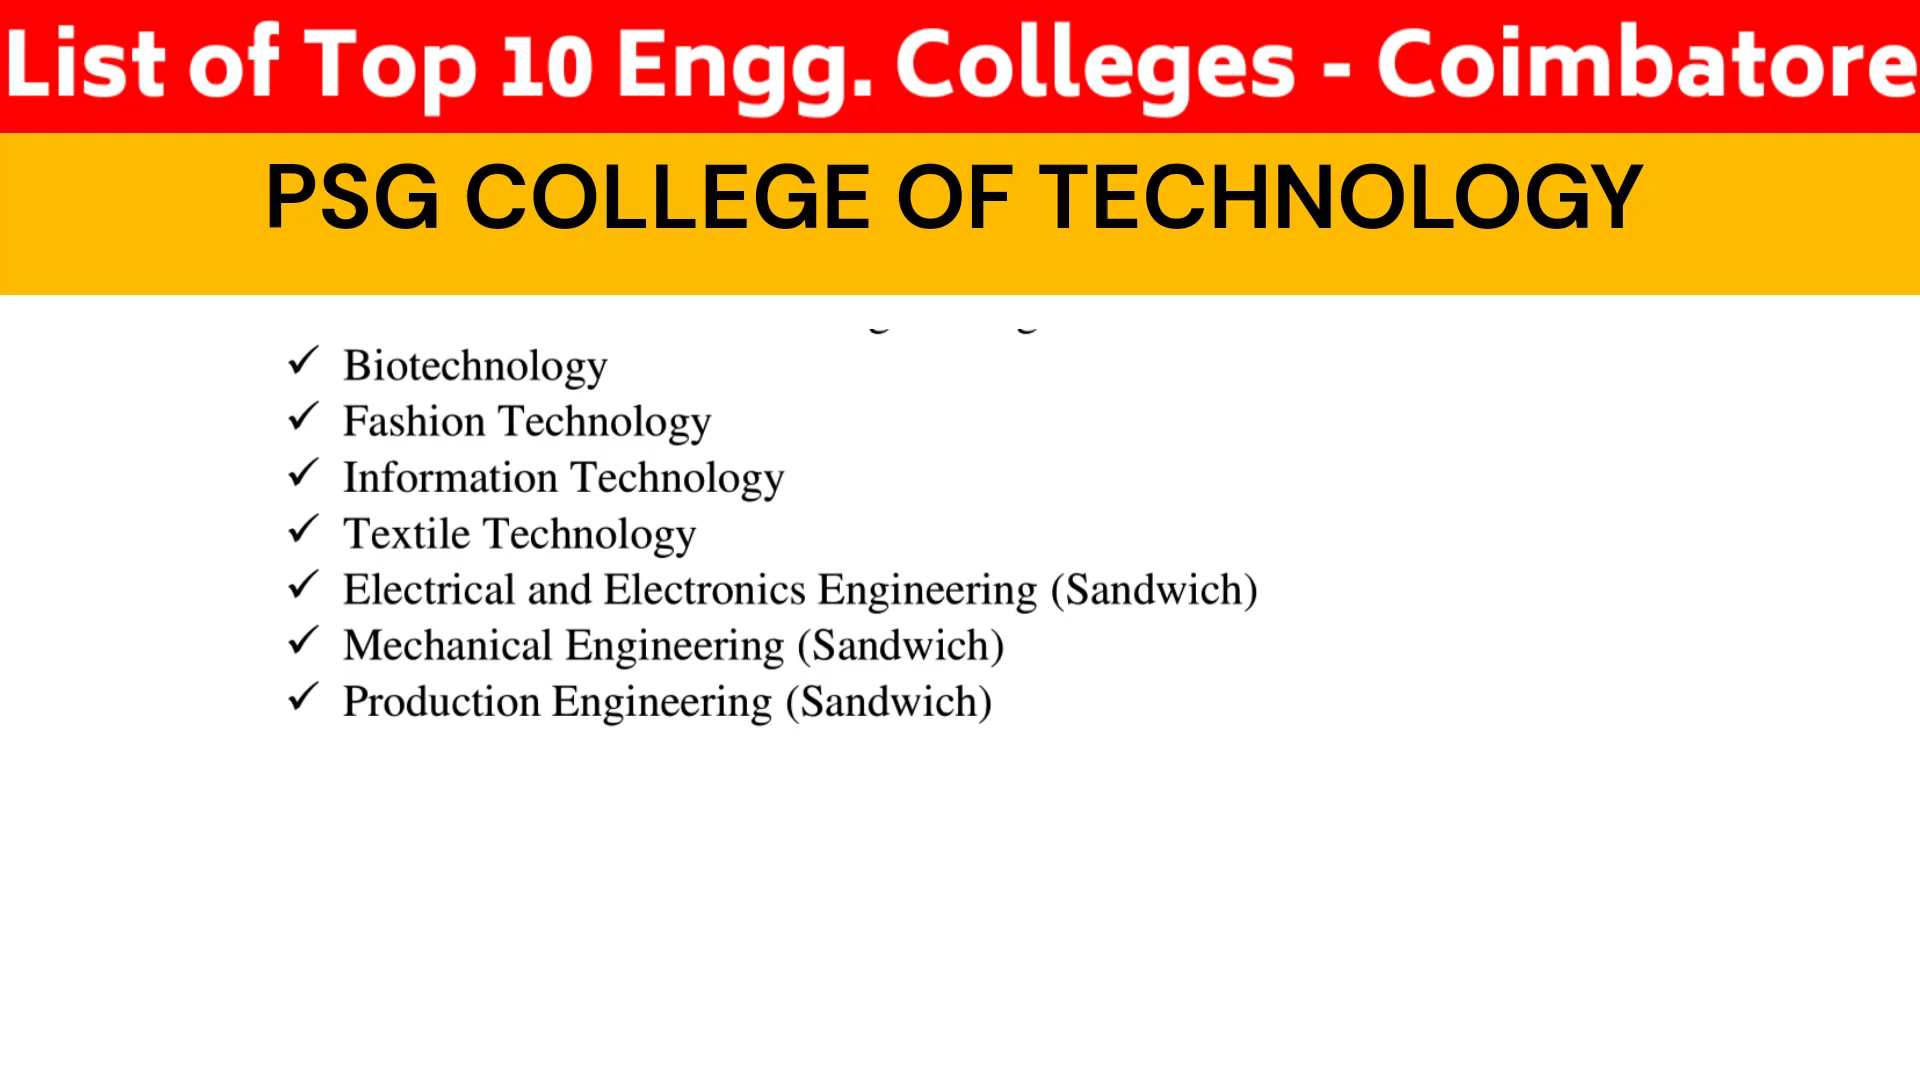 List of Top 10 Engg. Colleges - Coimbatore
PSG COLLEGE OF TECHNOLOGY
✓ Biotechnology
✓ Fashion Technology
✓ Information Technology
✓ Textile Technology
✓ Electrical and Electronics Engineering (Sandwich)
✓ Mechanical Engineering (Sandwich)
✓ Production Engineering (Sandwich)